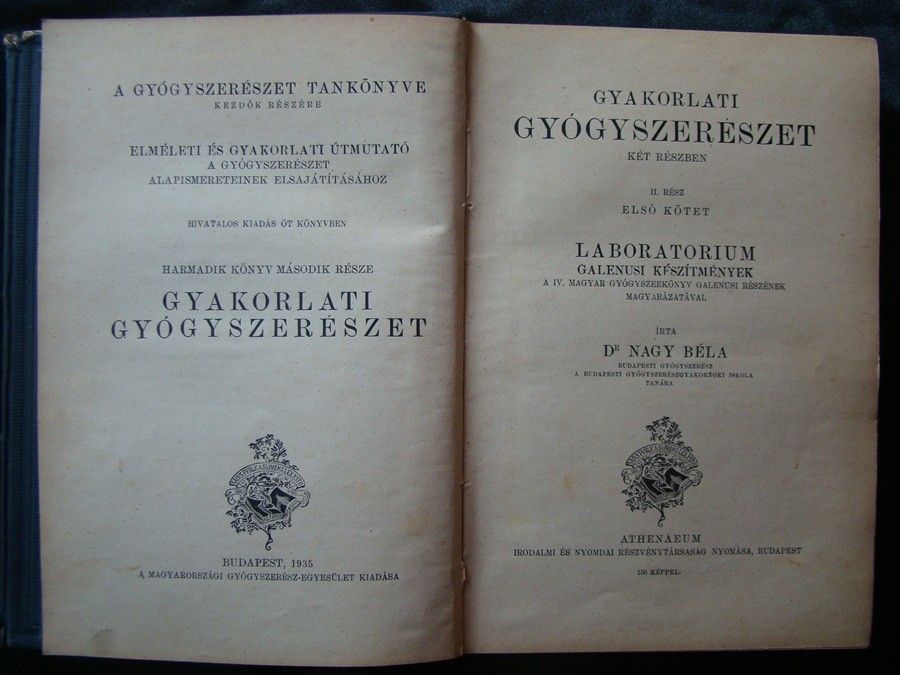 A GYÓGYSZERÉSZET TANKÖNYVE
KEZDŐK RÉSZÉRE
ELMÉLETI ÉS GYAKORLATI ÚTMUTATÓ
A GYÓGYSZERÉSZET
ALAPISMERETEINEK ELSAJÁTÍTÁSÁHOZ
HIVATALOS KIADÁS ÖT KÖNYVBEN
HARMADIK KÖNYV MÁSODIK RÉSZE
GYAKORLATI
GYÓGYSZERÉSZET
BUDAPEST, 1935
A MAGYARORSZÁGI GYÓGYSZERÉSZ-EGYESÜLET KIADÁSA
GYAKORLATI
GYÓGYSZERÉSZET
KÉT RÉSZBEN
II. RÉSZ
ELSŐ KÖTET
LABORATORIUM
GALENUSI KÉSZÍTMÉNYEK
A IV. MAGYAR GYÓGYSZERKÖNYV GALENUSI RÉSZÉNEK
MAGYARÁZATÁVAL
ÍRTA
DR NAGY BÉLA
BUDAPESTI GYÓGYSZERÉSZ
A BUDAPESTI GYÓGYSZERÉSZGYAKORNOKI ISKOLA
TANÁRA
ATHENAEUM
IRODALMI ÉS NYOMDAI RÉSZVÉNYTÁRSASÁG NYOMÁSA, BUDAPEST
150 KÉPPEL.